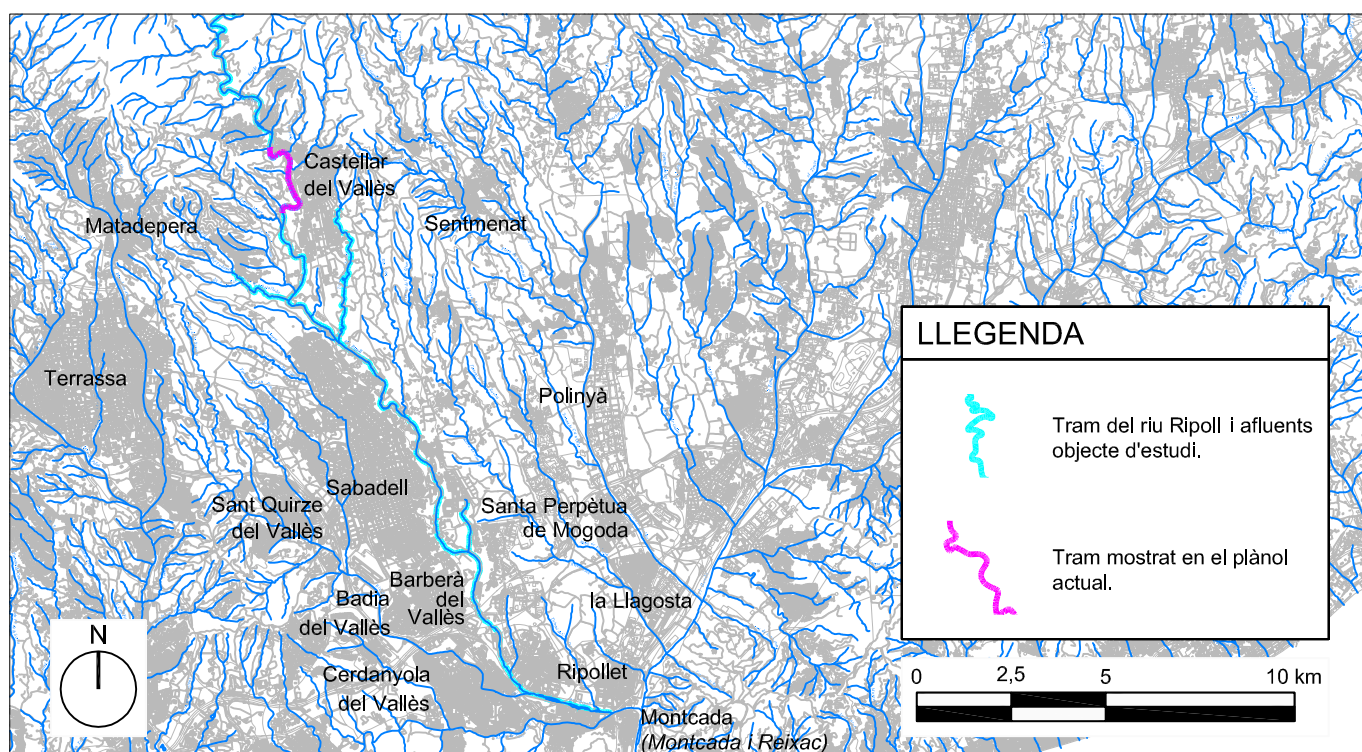 Castellar
del Vallès
Matadepera
Sentmenat
Terrassa
Polinyà
Sabadell
Sant Quirze
del Vallès
Santa Perpètua
de Mogoda
Barberà
del
Vallès
Badia
del Vallès
la Llagosta
Cerdanyola
del Vallès
Ripollet
Montcada
(Montcada i Reixac)
N
LLEGENDA
Tram del riu Ripoll i afluents
objecte d'estudi.
Tram mostrat en el plànol
actual.
0 2,5 5 10 km